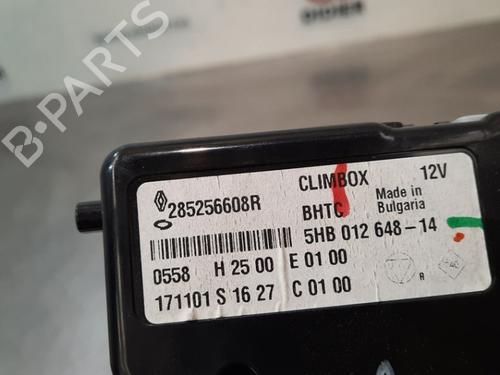 DIDIER
B-PARTS
285256608R
CLIMBOX 12V
BHTC Made in Bulgaria
5HB 012 648-14
0558 H 25 00 E 01 00
171101 S 16 27 C 01 00